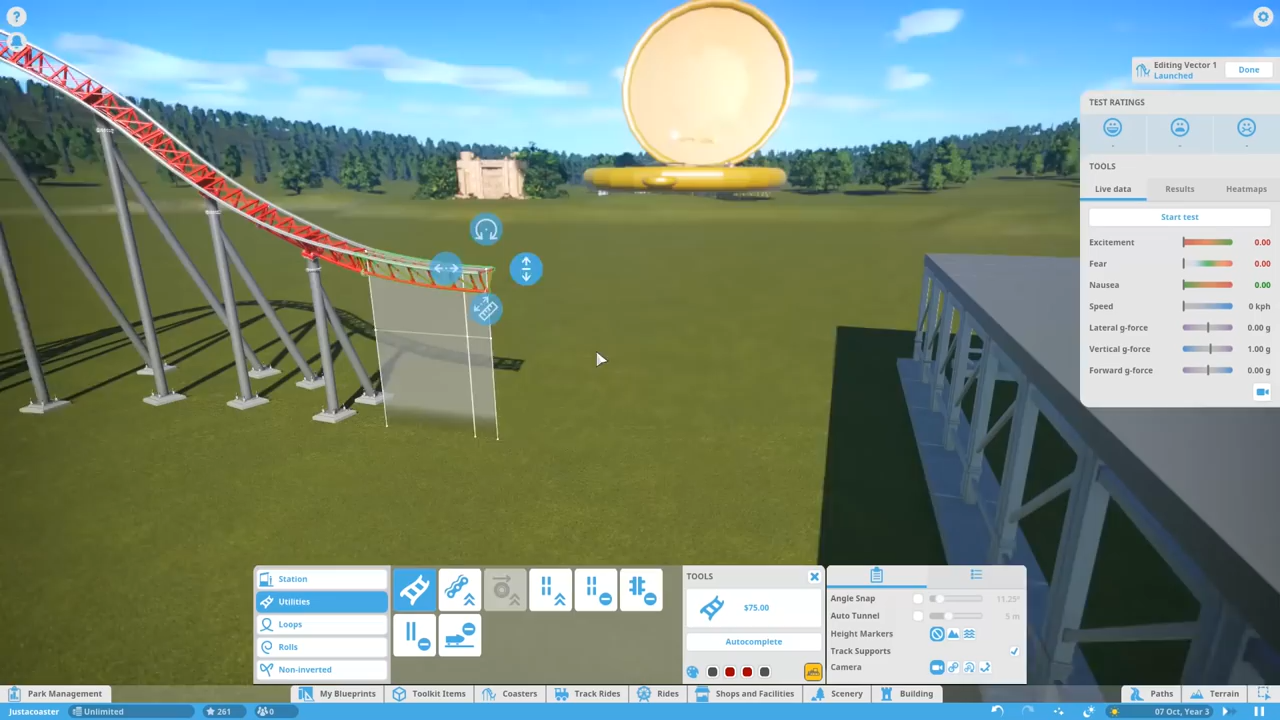 ?
Editing Vector 1
Launched
Done
TEST RATINGS
-
-
-
TOOLS
Live data
Results
Heatmaps
Start test
Excitement 0.00
Fear 0.00
Nausea 0.00
Speed 0 kph
Lateral g-force 0.00 g
Vertical g-force 1.00 g
Forward g-force 0.00 g
Station
Utilities
Loops
Rolls
Non-inverted
TOOLS
$75.00
Autocomplete
Angle Snap 11.25°
Auto Tunnel 5 m
Height Markers
Track Supports
Camera
Park Management
My Blueprints
Toolkit Items
Coasters
Track Rides
Rides
Shops and Facilities
Scenery
Building
Paths
Terrain
Justacoaster
Unlimited
261
0
07 Oct, Year 3